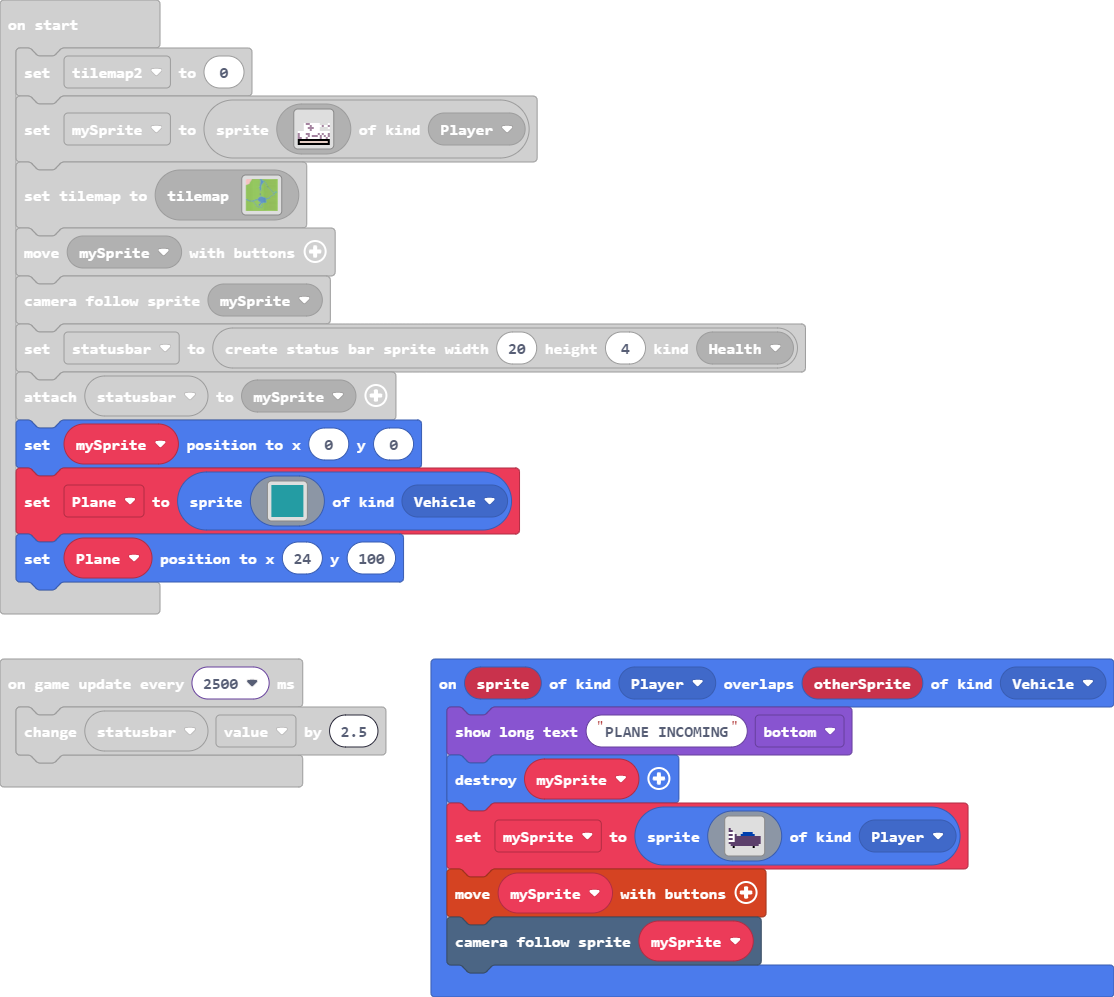 on start
set tilemap2 to 0
set mySprite to sprite of kind Player
set tilemap to tilemap
move mySprite with buttons
camera follow sprite mySprite
set statusbar to create status bar sprite width 20 height 4 kind Health
attach statusbar to mySprite
set mySprite position to x 0 y 0
set Plane to sprite of kind Vehicle
set Plane position to x 24 y 100
on game update every 2500 ms
change statusbar value by 2.5
on sprite of kind Player overlaps otherSprite of kind Vehicle
show long text "PLANE INCOMING" bottom
destroy mySprite
set mySprite to sprite of kind Player
move mySprite with buttons
camera follow sprite mySprite